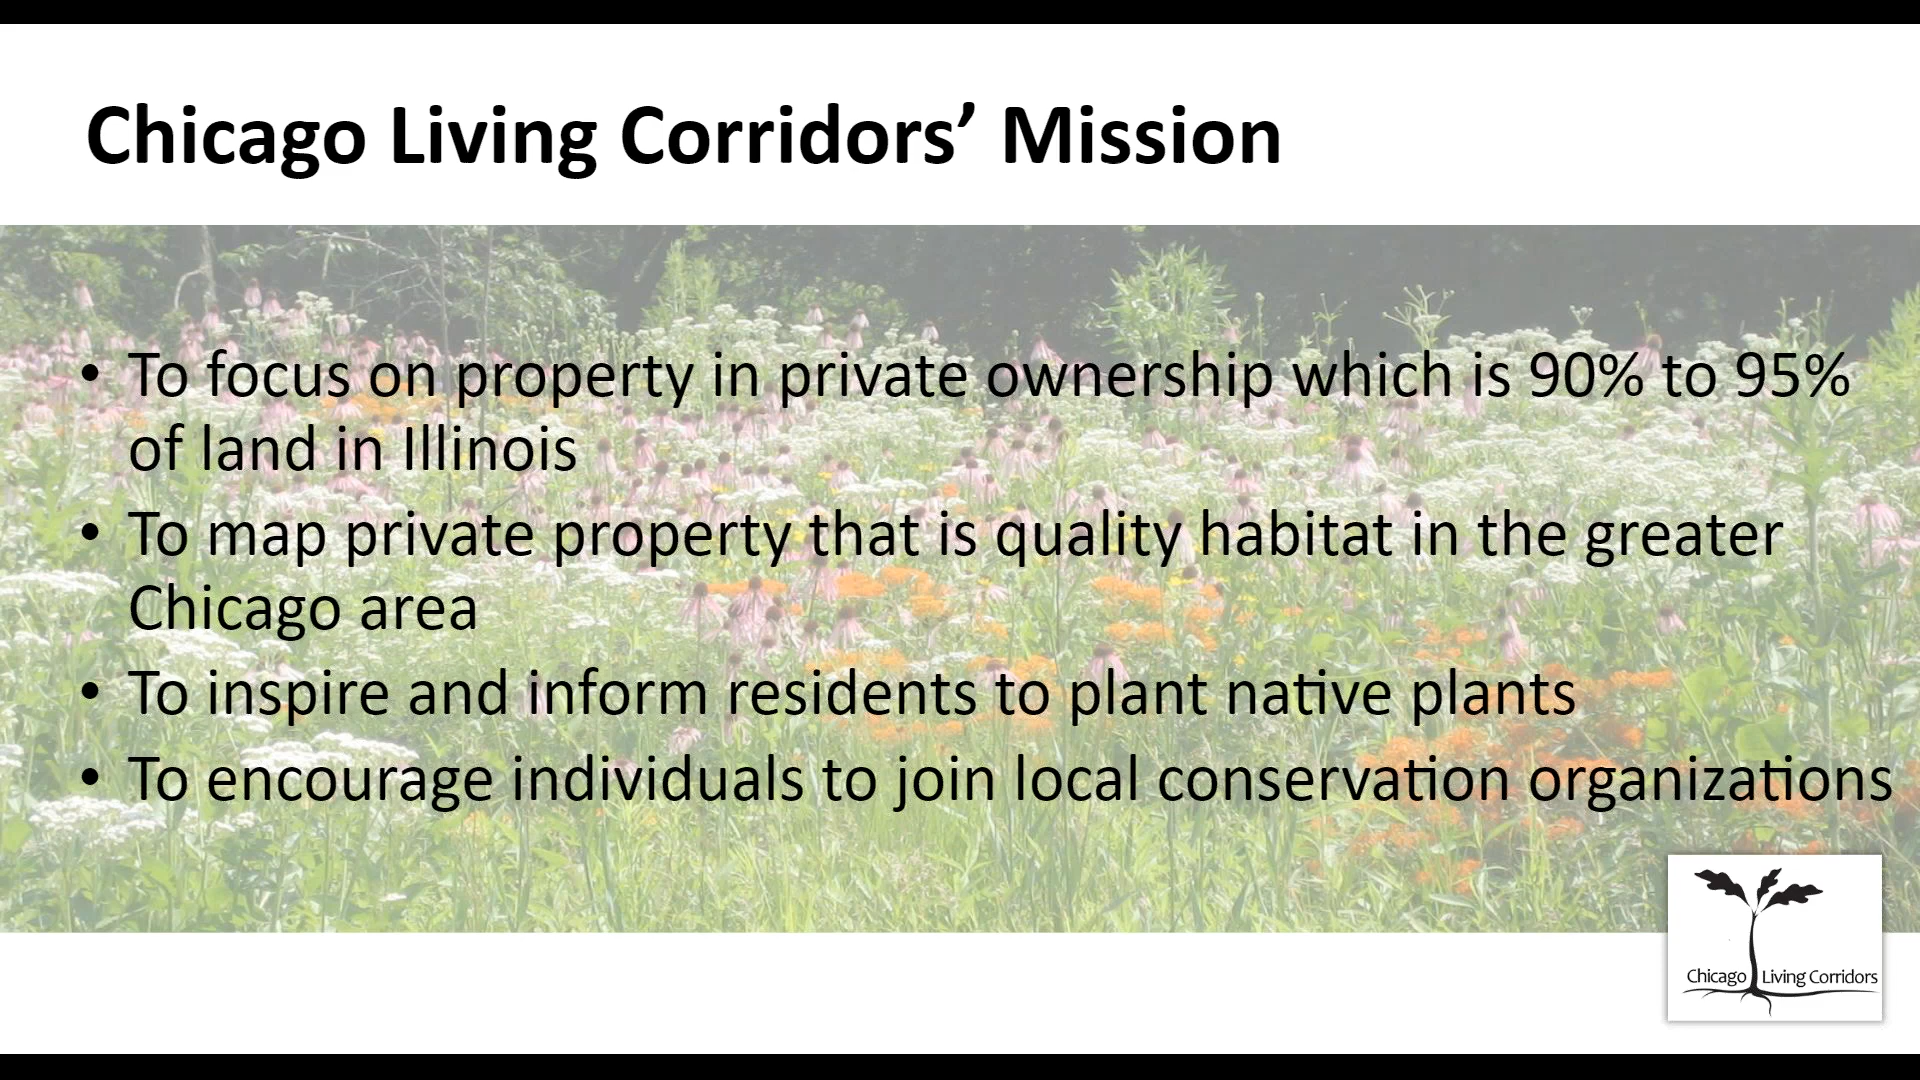 Chicago Living Corridors’ Mission
• To focus on property in private ownership which is 90% to 95%
of land in Illinois
• To map private property that is quality habitat in the greater
Chicago area
• To inspire and inform residents to plant native plants
• To encourage individuals to join local conservation organizations
Chicago Living Corridors